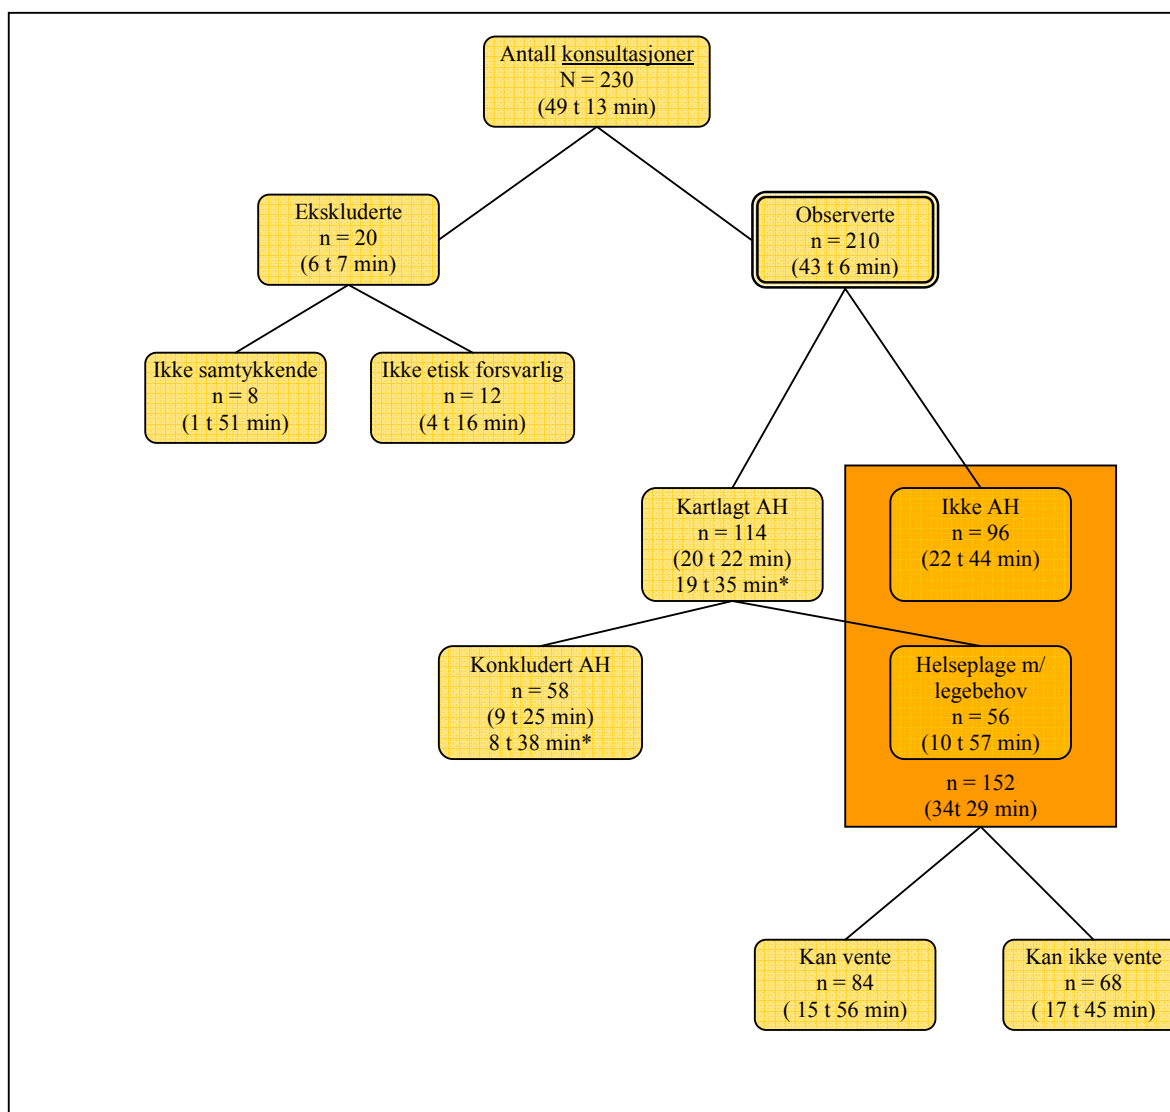 Antall konsultasjoner
N = 230
(49 t 13 min)
Ekskluderte
n = 20
(6 t 7 min)
Observerte
n = 210
(43 t 6 min)
Ikke samtykkende
n = 8
(1 t 51 min)
Ikke etisk forsvarlig
n = 12
(4 t 16 min)
Kartlagt AH
n = 114
(20 t 22 min)
19 t 35 min*
Ikke AH
n = 96
(22 t 44 min)
Konkludert AH
n = 58
(9 t 25 min)
8 t 38 min*
Helseplage m/
legebehov
n = 56
(10 t 57 min)
n = 152
(34t 29 min)
Kan vente
n = 84
( 15 t 56 min)
Kan ikke vente
n = 68
( 17 t 45 min)